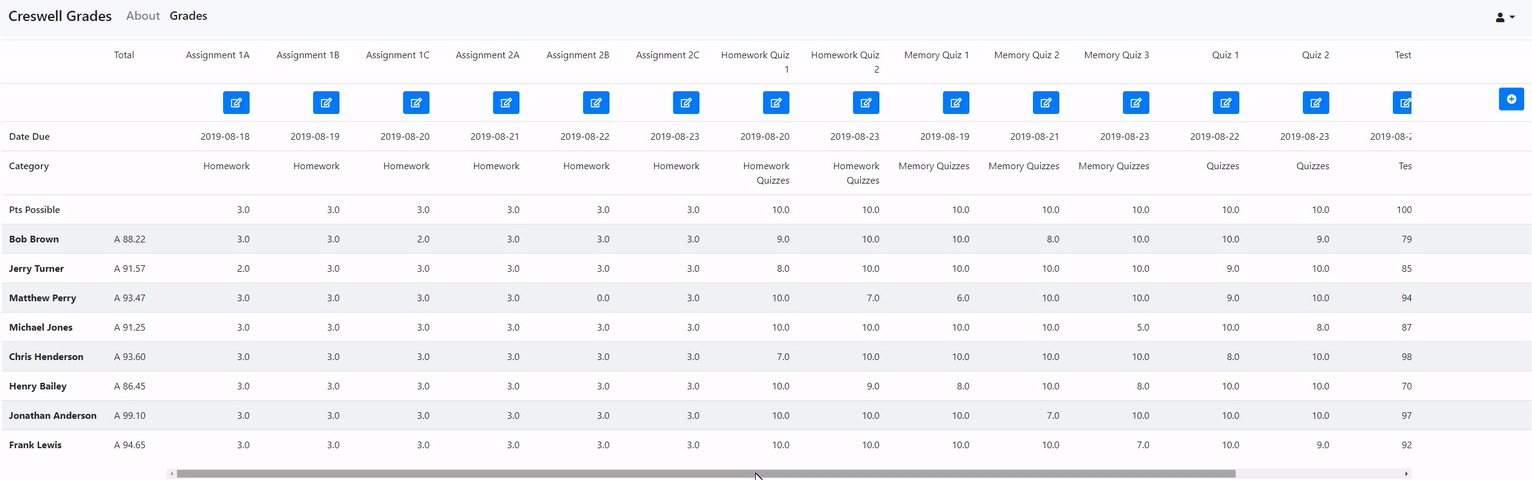 Creswell Grades About Grades
Total Assignment 1A Assignment 1B Assignment 1C Assignment 2A Assignment 2B Assignment 2C Homework Quiz Homework Quiz Memory Quiz 1 Memory Quiz 2 Memory Quiz 3 Quiz 1 Quiz 2 Test
1 2
Date Due 2019-08-18 2019-08-19 2019-08-20 2019-08-21 2019-08-22 2019-08-23 2019-08-20 2019-08-23 2019-08-19 2019-08-21 2019-08-23 2019-08-22 2019-08-23 2019-08-2
Category Homework Homework Homework Homework Homework Homework Homework Homework Memory Quizzes Memory Quizzes Memory Quizzes Quizzes Quizzes Tes
Quizzes Quizzes
Pts Possible 3.0 3.0 3.0 3.0 3.0 3.0 10.0 10.0 10.0 10.0 10.0 10.0 10.0 100
Bob Brown A 88.22 3.0 3.0 2.0 3.0 3.0 3.0 9.0 10.0 10.0 8.0 10.0 10.0 9.0 79
Jerry Turner A 91.57 2.0 3.0 3.0 3.0 3.0 3.0 8.0 10.0 10.0 10.0 10.0 9.0 10.0 85
Matthew Perry A 93.47 3.0 3.0 3.0 3.0 0.0 3.0 10.0 7.0 6.0 10.0 10.0 9.0 10.0 94
Michael Jones A 91.25 3.0 3.0 3.0 3.0 3.0 3.0 10.0 10.0 10.0 10.0 5.0 10.0 8.0 87
Chris Henderson A 93.60 3.0 3.0 3.0 3.0 3.0 3.0 7.0 10.0 10.0 10.0 10.0 8.0 10.0 98
Henry Bailey A 86.45 3.0 3.0 3.0 3.0 3.0 3.0 10.0 9.0 8.0 10.0 8.0 10.0 10.0 70
Jonathan Anderson A 99.10 3.0 3.0 3.0 3.0 3.0 3.0 10.0 10.0 10.0 7.0 10.0 10.0 10.0 97
Frank Lewis A 94.65 3.0 3.0 3.0 3.0 3.0 3.0 10.0 10.0 10.0 10.0 7.0 10.0 9.0 92